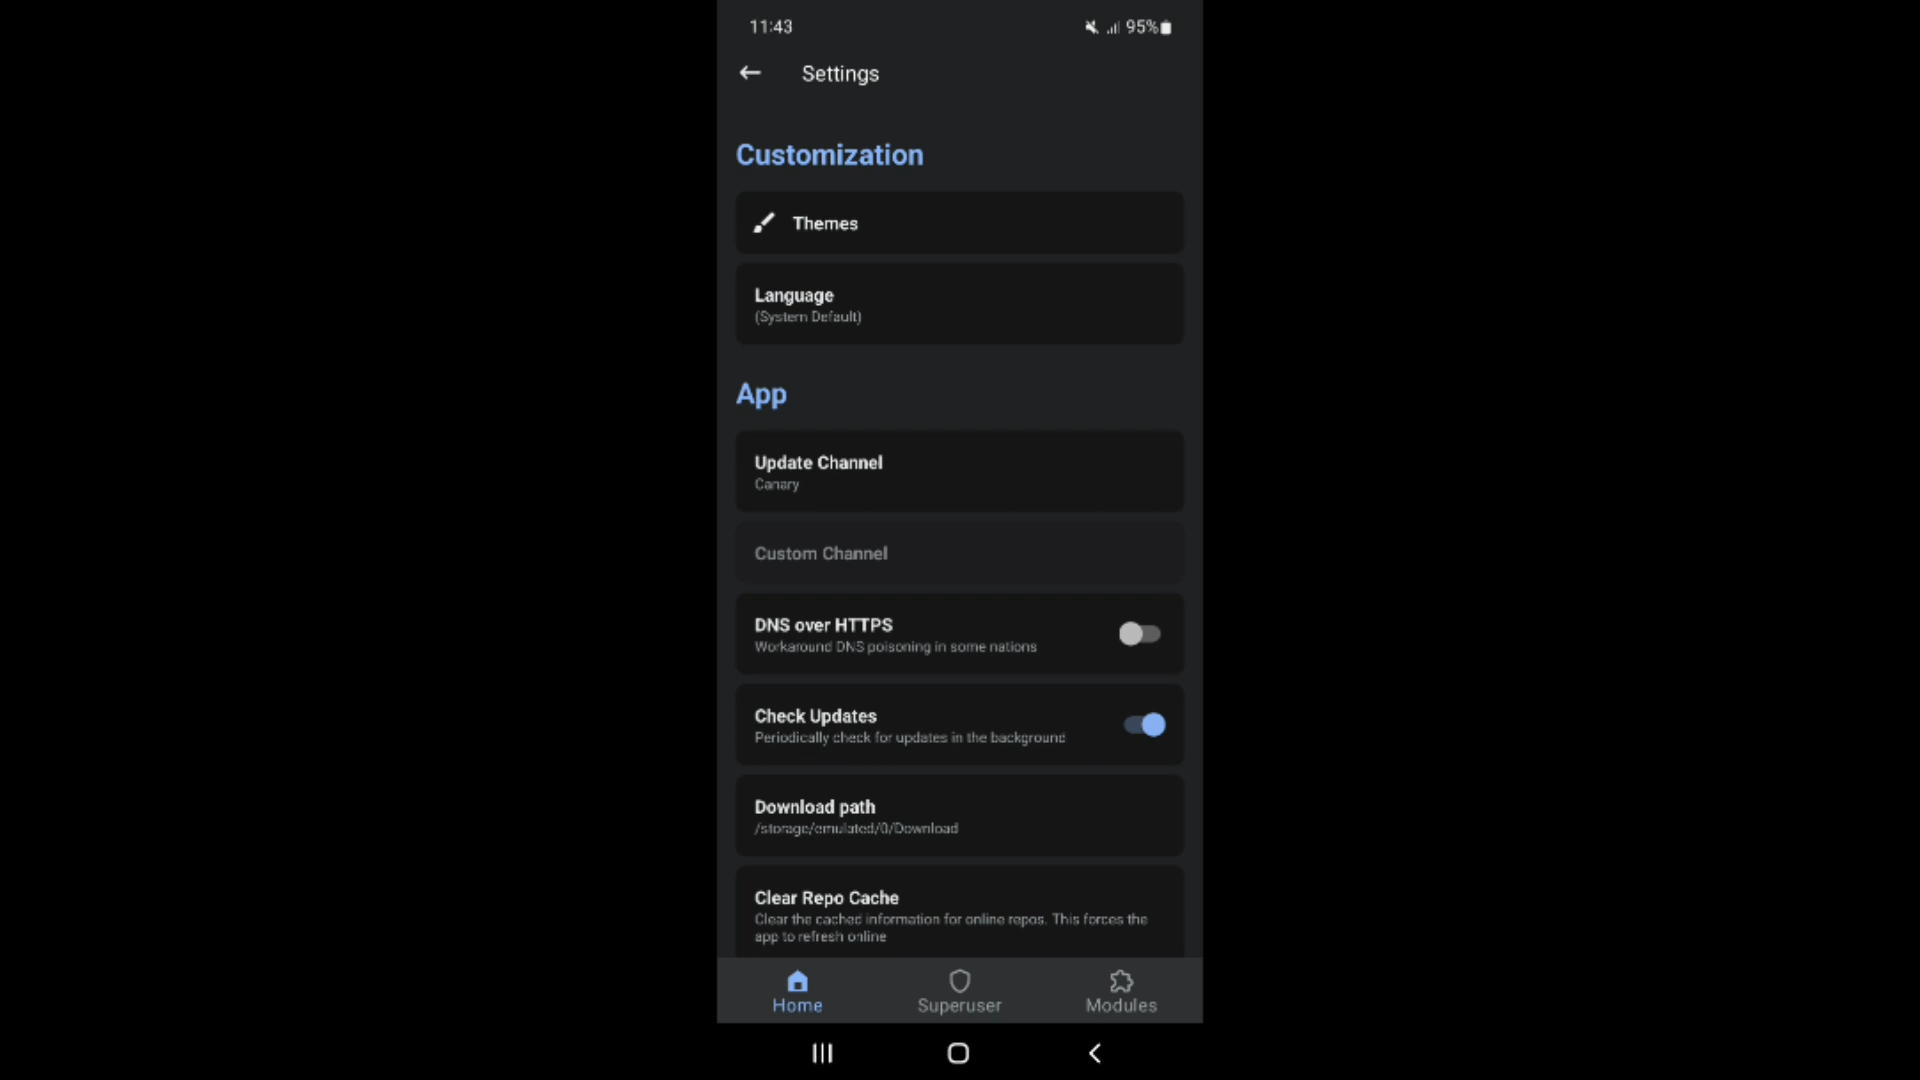 11:43
95%
Settings
Customization
Themes
Language
(System Default)
App
Update Channel
Canary
Custom Channel
DNS over HTTPS
Workaround DNS poisoning in some nations
Check Updates
Periodically check for updates in the background
Download path
/storage/emulated/0/Download
Clear Repo Cache
Clear the cached information for online repos. This forces the
app to refresh online
Home
Superuser
Modules